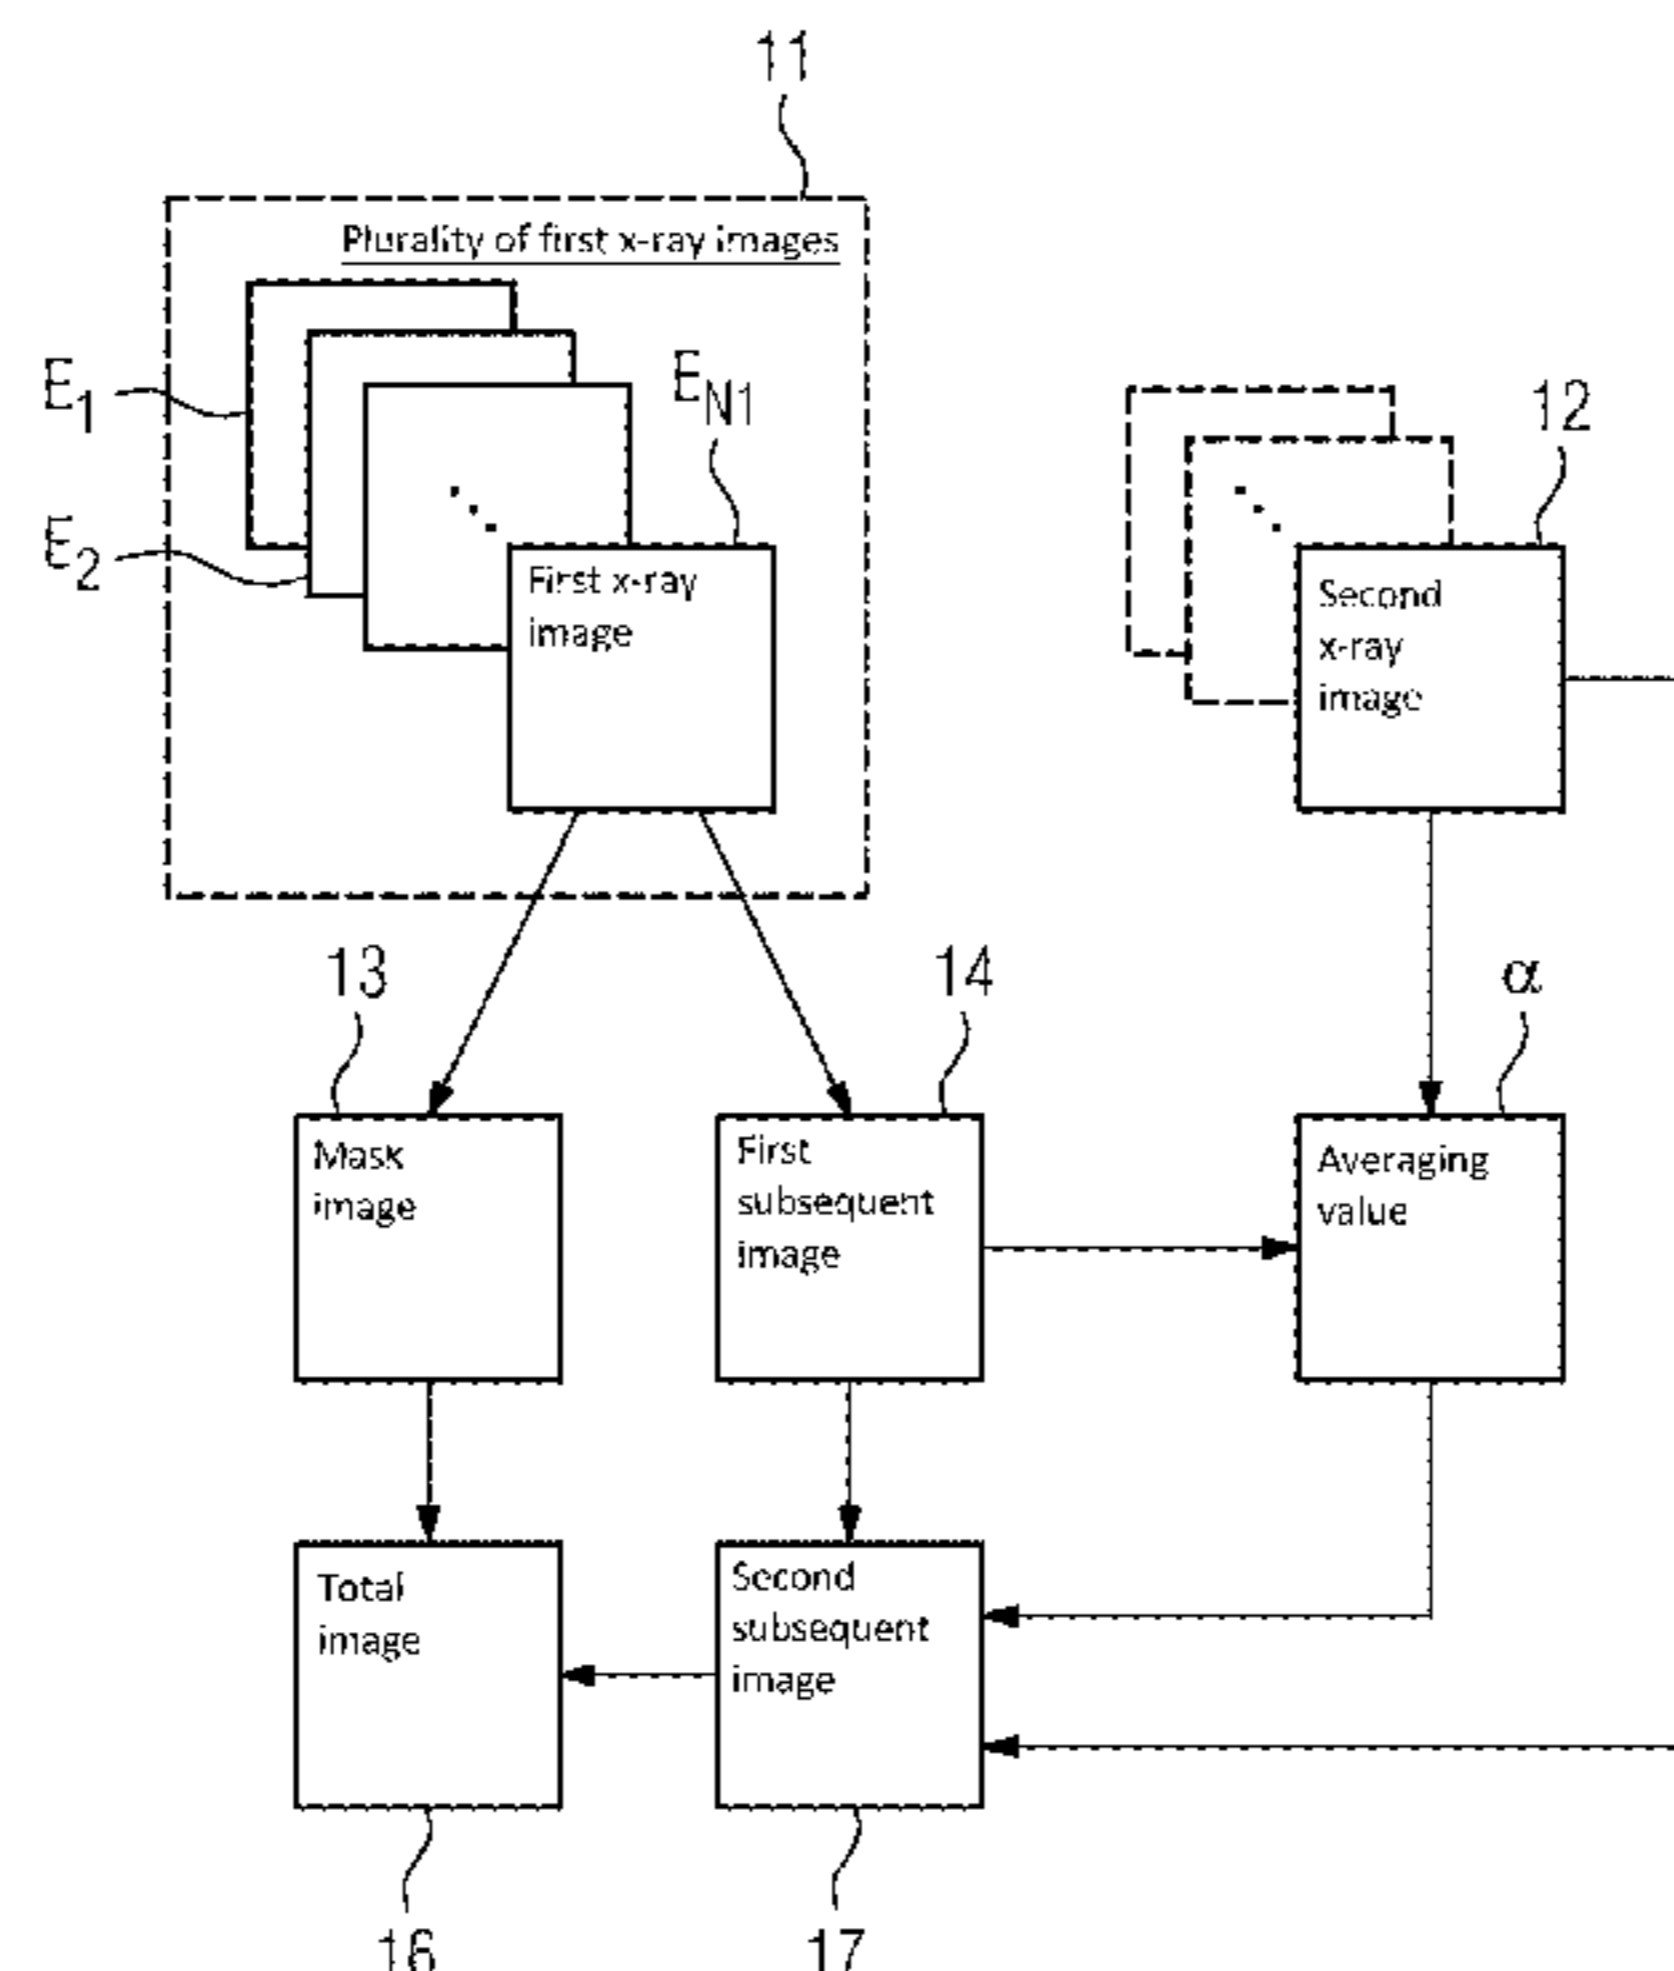 11
Plurality of first x-ray images
E1
E2
EN1
First x-ray
image
12
Second
x-ray
image
13
14
α
Mask
image
First
subsequent
image
Averaging
value
Total
image
Second
subsequent
image
16
17